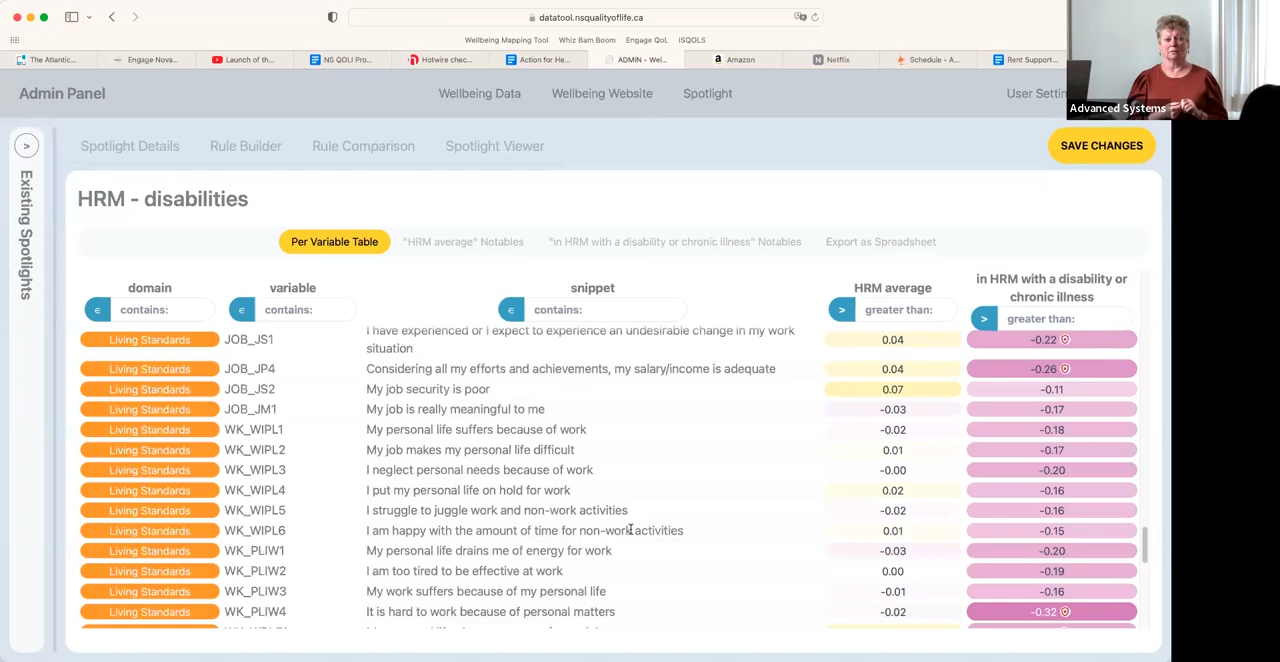 datatool.nsqualityoflife.ca
Wellbeing Mapping Tool Whiz Bam Boom Engage QoL ISQOLS
The Atlantic... Engage Nova... Launch of th... NS QOLI Pro... Hotwire chec... Action for He... ADMIN - Wel... Amazon Netflix Schedule - A... Rent Support...
Admin Panel Wellbeing Data Wellbeing Website Spotlight User Settin
Advanced Systems
Spotlight Details Rule Builder Rule Comparison Spotlight Viewer SAVE CHANGES
Existing Spotlights
HRM - disabilities
Per Variable Table "HRM average" Notables "in HRM with a disability or chronic Illness" Notables Export as Spreadsheet
domain variable snippet HRM average in HRM with a disability or chronic illness
∈ contains: ∈ contains: ∈ contains: > greater than: > greater than:
Living Standards JOB_JS1 I have experienced or I expect to experience an undesirable change in my work situation 0.04 -0.22
Living Standards JOB_JP4 Considering all my efforts and achievements, my salary/income is adequate 0.04 -0.26
Living Standards JOB_JS2 My job security is poor 0.07 -0.11
Living Standards JOB_JM1 My job is really meaningful to me -0.03 -0.17
Living Standards WK_WIPL1 My personal life suffers because of work -0.02 -0.18
Living Standards WK_WIPL2 My job makes my personal life difficult 0.01 -0.17
Living Standards WK_WIPL3 I neglect personal needs because of work -0.00 -0.20
Living Standards WK_WIPL4 I put my personal life on hold for work 0.02 -0.16
Living Standards WK_WIPL5 I struggle to juggle work and non-work activities -0.02 -0.16
Living Standards WK_WIPL6 I am happy with the amount of time for non-work activities 0.01 -0.15
Living Standards WK_PLIW1 My personal life drains me of energy for work -0.03 -0.20
Living Standards WK_PLIW2 I am too tired to be effective at work 0.00 -0.19
Living Standards WK_PLIW3 My work suffers because of my personal life -0.01 -0.16
Living Standards WK_PLIW4 It is hard to work because of personal matters -0.02 -0.32